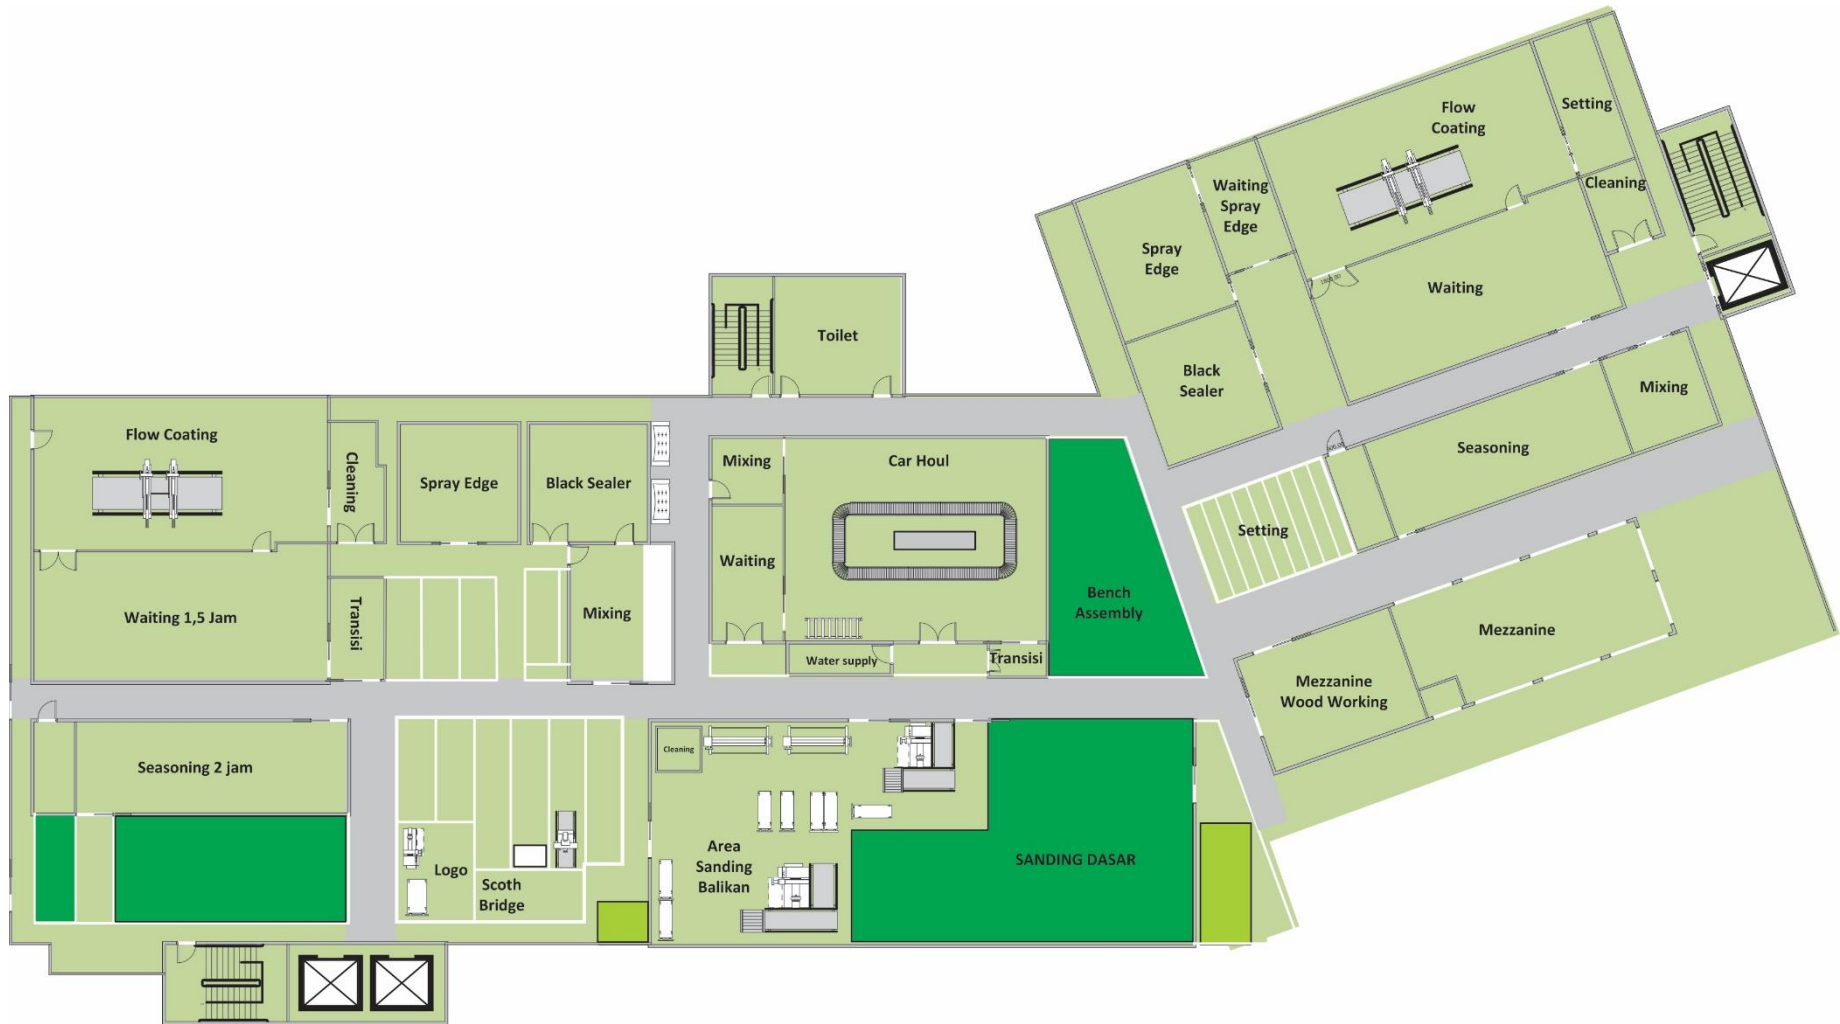 Flow
Coating
Setting
Cleaning
Waiting
Spray
Edge
Spray
Edge
Waiting
Black
Sealer
Mixing
Seasoning
Setting
Toilet
Flow Coating
Cleaning
Spray Edge
Black Sealer
Mixing
Car Houl
Waiting
Bench
Assembly
Waiting 1,5 Jam
Transisi
Mixing
Water supply
Transisi
Mezzanine
Mezzanine
Wood Working
Seasoning 2 jam
Cleaning
Logo
Scoth
Bridge
Area
Sanding
Balikan
SANDING DASAR